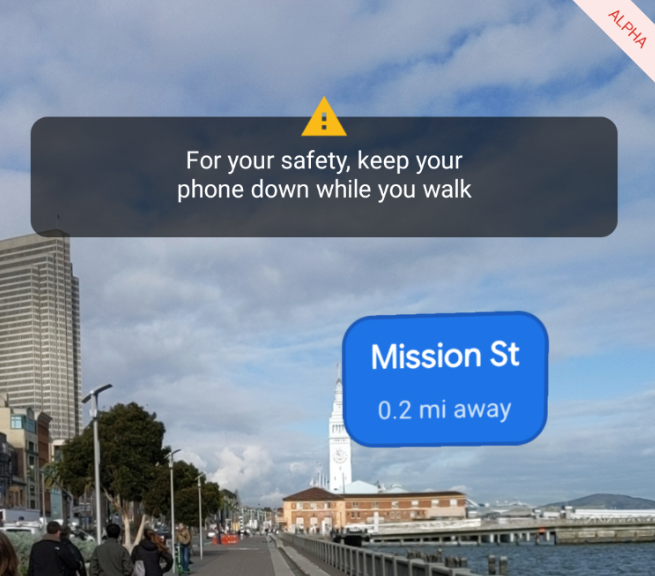 ALPHA
For your safety, keep your
phone down while you walk
Mission St
0.2 mi away